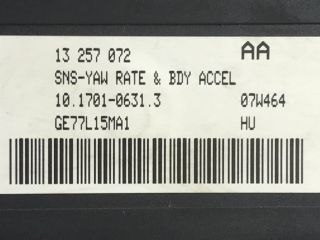 13 257 072 AA
SNS-YAW RATE & BDY ACCEL
10.1701-0631.3 07W464
GE77L15MA1 HU